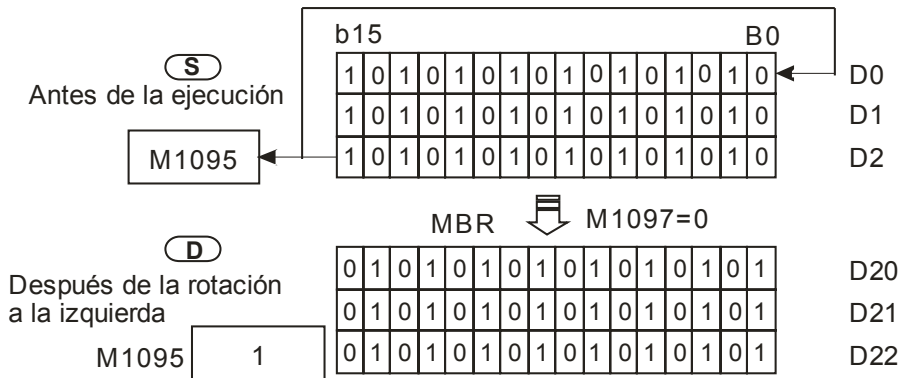 b15 B0
S
Antes de la ejecución
1 0 1 0 1 0 1 0 1 0 1 0 1 0 1 0 D0
1 0 1 0 1 0 1 0 1 0 1 0 1 0 1 0 D1
M1095 1 0 1 0 1 0 1 0 1 0 1 0 1 0 1 0 D2
MBR M1097=0
D
Después de la rotación
a la izquierda
0 1 0 1 0 1 0 1 0 1 0 1 0 1 0 1 D20
0 1 0 1 0 1 0 1 0 1 0 1 0 1 0 1 D21
M1095 1 0 1 0 1 0 1 0 1 0 1 0 1 0 1 0 1 D22